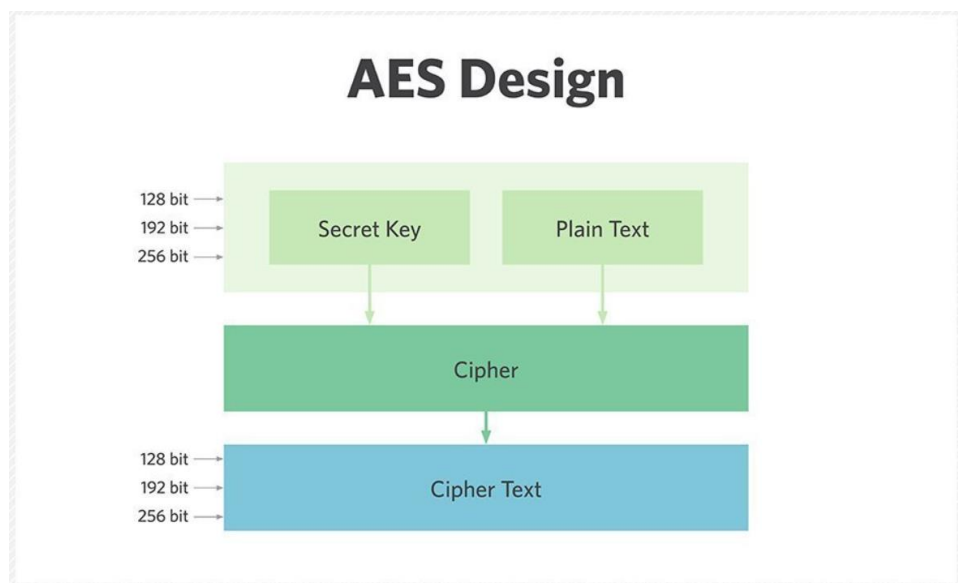 AES Design
128 bit
192 bit
256 bit
Secret Key
Plain Text
Cipher
128 bit
192 bit
256 bit
Cipher Text